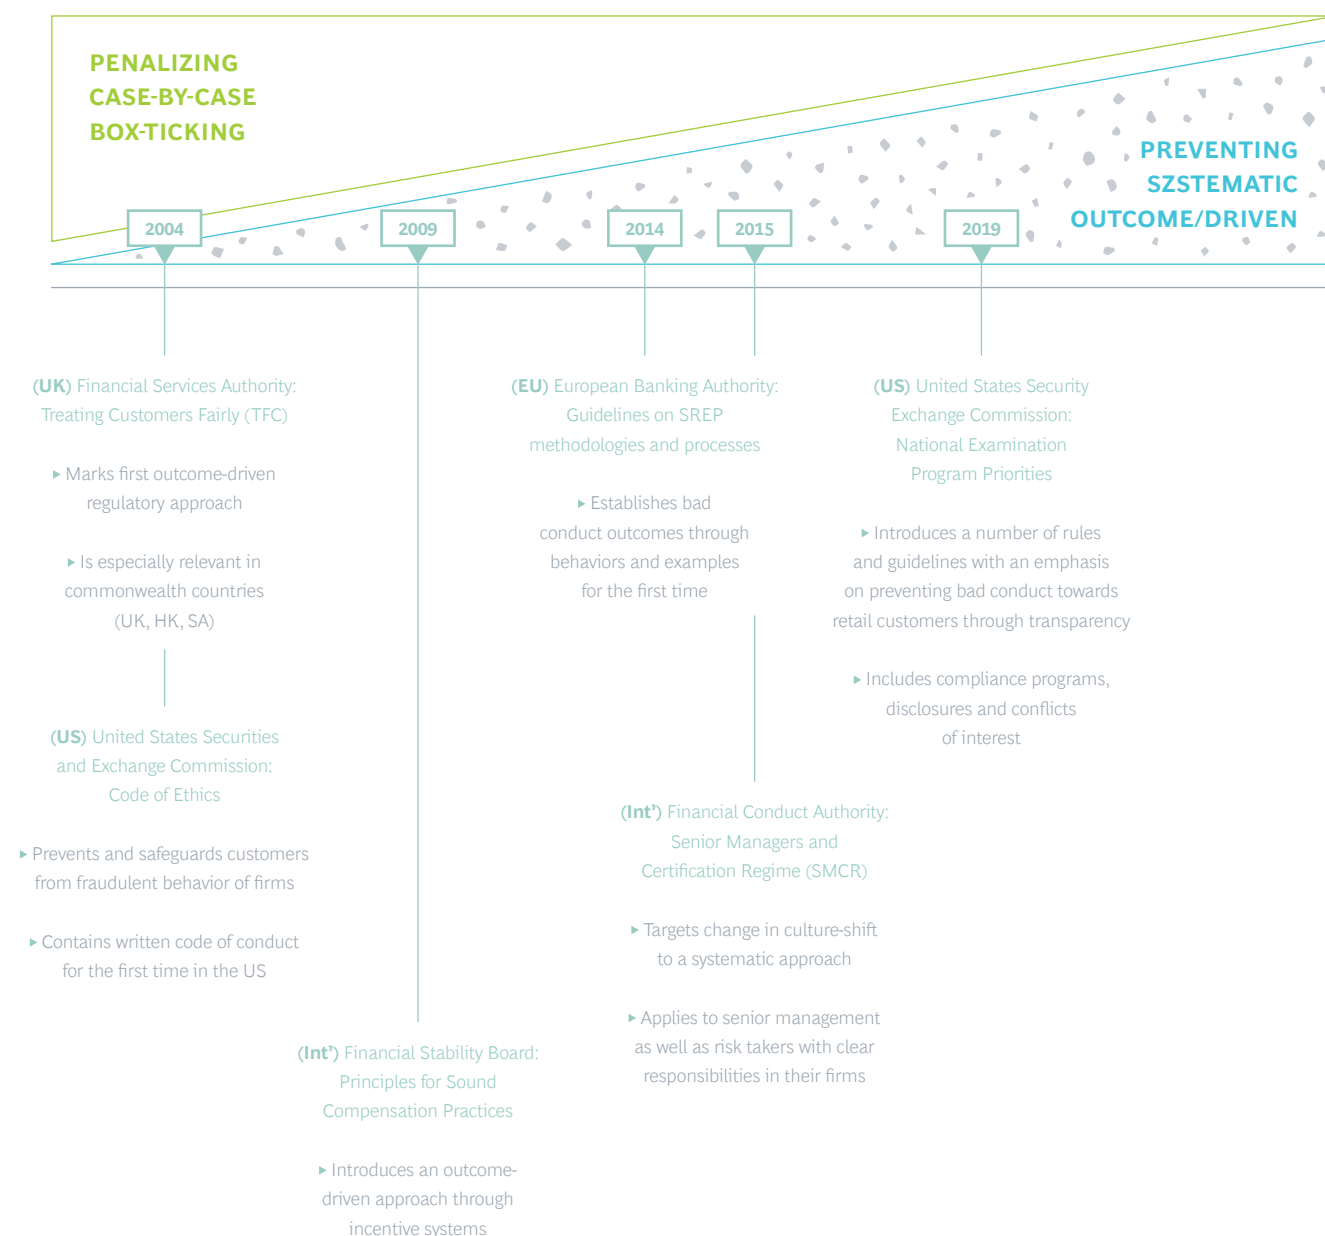 PENALIZING
CASE-BY-CASE
BOX-TICKING
PREVENTING
SZSTEMATIC
OUTCOME/DRIVEN
2004
2009
2014
2015
2019
(UK) Financial Services Authority:
Treating Customers Fairly (TFC)
▸ Marks first outcome-driven
regulatory approach
▸ Is especially relevant in
commonwealth countries
(UK, HK, SA)
(US) United States Securities
and Exchange Commission:
Code of Ethics
▸ Prevents and safeguards customers
from fraudulent behavior of firms
▸ Contains written code of conduct
for the first time in the US
(Int’) Financial Stability Board:
Principles for Sound
Compensation Practices
▸ Introduces an outcome-
driven approach through
incentive systems
(EU) European Banking Authority:
Guidelines on SREP
methodologies and processes
▸ Establishes bad
conduct outcomes through
behaviors and examples
for the first time
(Int’) Financial Conduct Authority:
Senior Managers and
Certification Regime (SMCR)
▸ Targets change in culture-shift
to a systematic approach
▸ Applies to senior management
as well as risk takers with clear
responsibilities in their firms
(US) United States Security
Exchange Commission:
National Examination
Program Priorities
▸ Introduces a number of rules
and guidelines with an emphasis
on preventing bad conduct towards
retail customers through transparency
▸ Includes compliance programs,
disclosures and conflicts
of interest